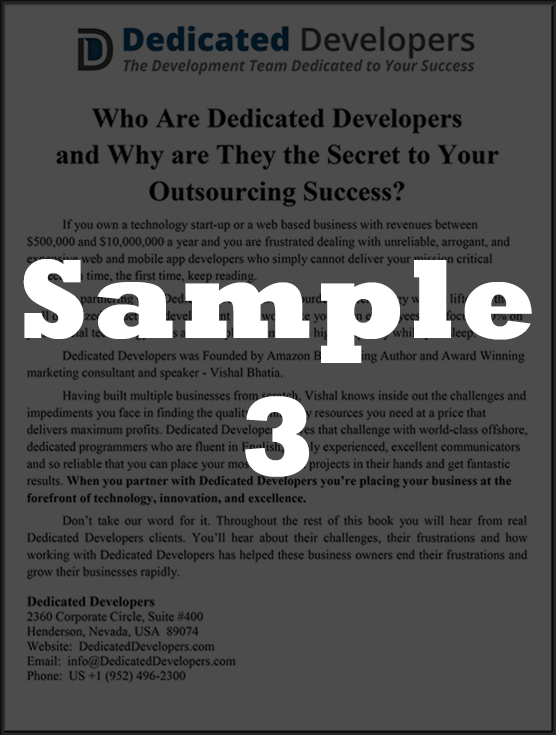 Dedicated Developers
The Development Team Dedicated to Your Success
Who Are Dedicated Developers
and Why are They the Secret to Your
Outsourcing Success?
If you own a technology start-up or a web based business with revenues between
$500,000 and $10,000,000 a year and you are frustrated dealing with unreliable, arrogant, and
web and mobile app developers who simply cannot deliver your mission critical
time, the first time, keep reading.
Sample
Dedicated Developers was Founded by Amazon Author and Award Winning
marketing consultant and speaker - Vishal Bhatia.
Having built multiple businesses from scratch, Vishal knows inside out the challenges and
impediments you face in finding the quality resources you need at a price that
delivers maximum profits. Dedicated that challenge with world-class offshore,
3
dedicated programmers who are fluent in English, experienced, excellent communicators
and so reliable that you can place your projects in their hands and get fantastic
results. When you partner with Dedicated Developers you’re placing your business at the
forefront of technology, innovation, and excellence.
Don’t take our word for it. Throughout the rest of this book you will hear from real
Dedicated Developers clients. You’ll hear about their challenges, their frustrations and how
working with Dedicated Developers has helped these business owners end their frustrations and
grow their businesses rapidly.
Dedicated Developers
2360 Corporate Circle, Suite #400
Henderson, Nevada, USA 89074
Website: DedicatedDevelopers.com
Email: info@DedicatedDevelopers.com
Phone: US +1 (952) 496-2300